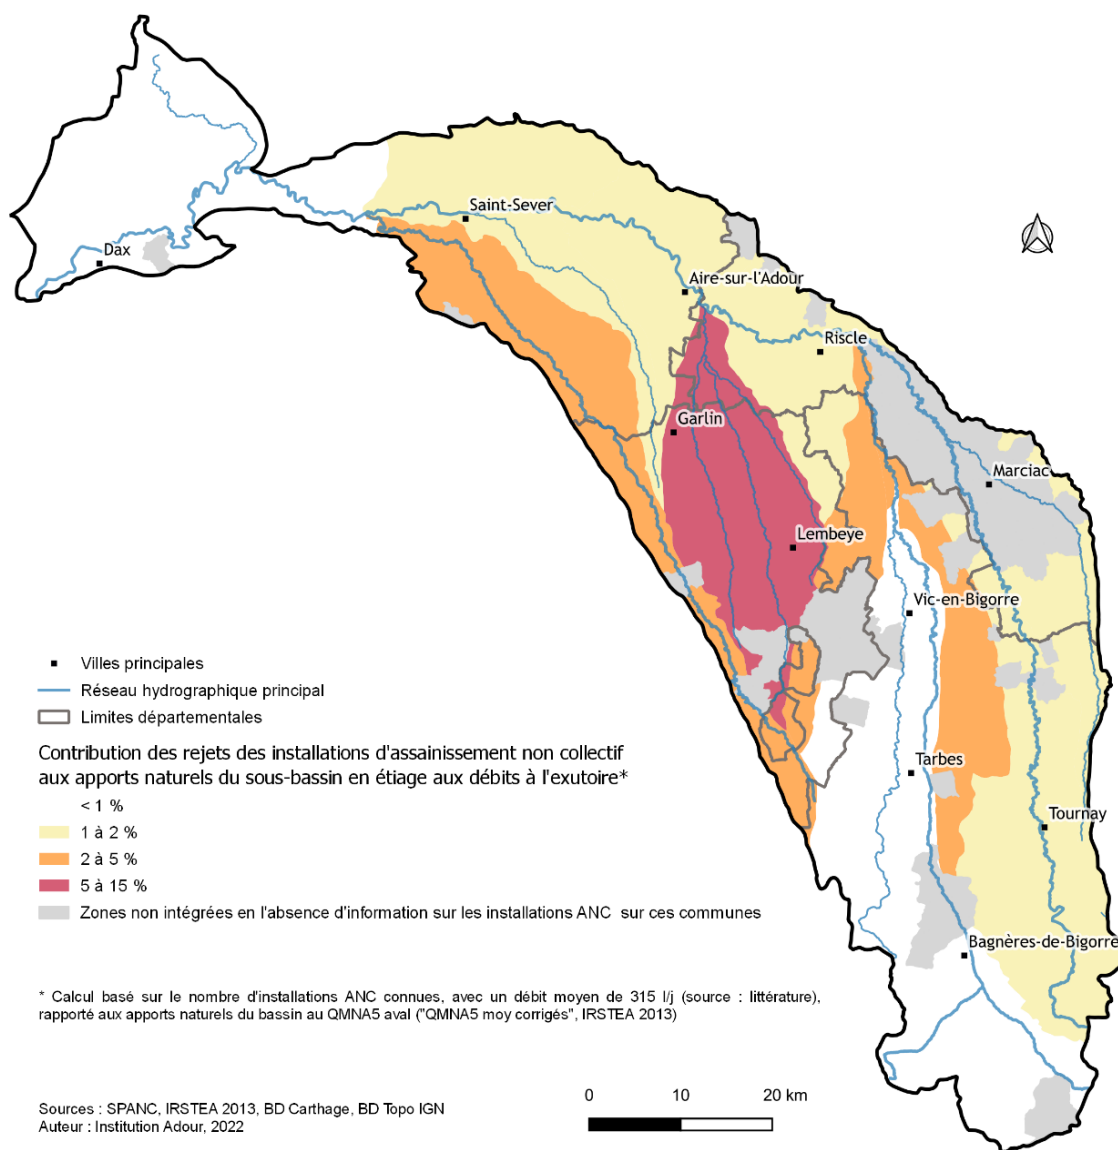 Saint-Sever
Dax
Aire-sur-l'Adour
Riscle
Garlin
Marciac
Lembeye
Vic-en-Bigorre
Tarbes
Tournay
Bagnères-de-Bigorre
Villes principales
Réseau hydrographique principal
Limites départementales
Contribution des rejets des installations d'assainissement non collectif
aux apports naturels du sous-bassin en étiage aux débits à l'exutoire*
< 1 %
1 à 2 %
2 à 5 %
5 à 15 %
Zones non intégrées en l'absence d'information sur les installations ANC sur ces communes
* Calcul basé sur le nombre d'installations ANC connues, avec un débit moyen de 315 l/j (source : littérature),
rapporté aux apports naturels du bassin au QMNA5 aval ("QMNA5 moy corrigés", IRSTEA 2013)
Sources : SPANC, IRSTEA 2013, BD Carthage, BD Topo IGN
Auteur : Institution Adour, 2022
0 10 20 km